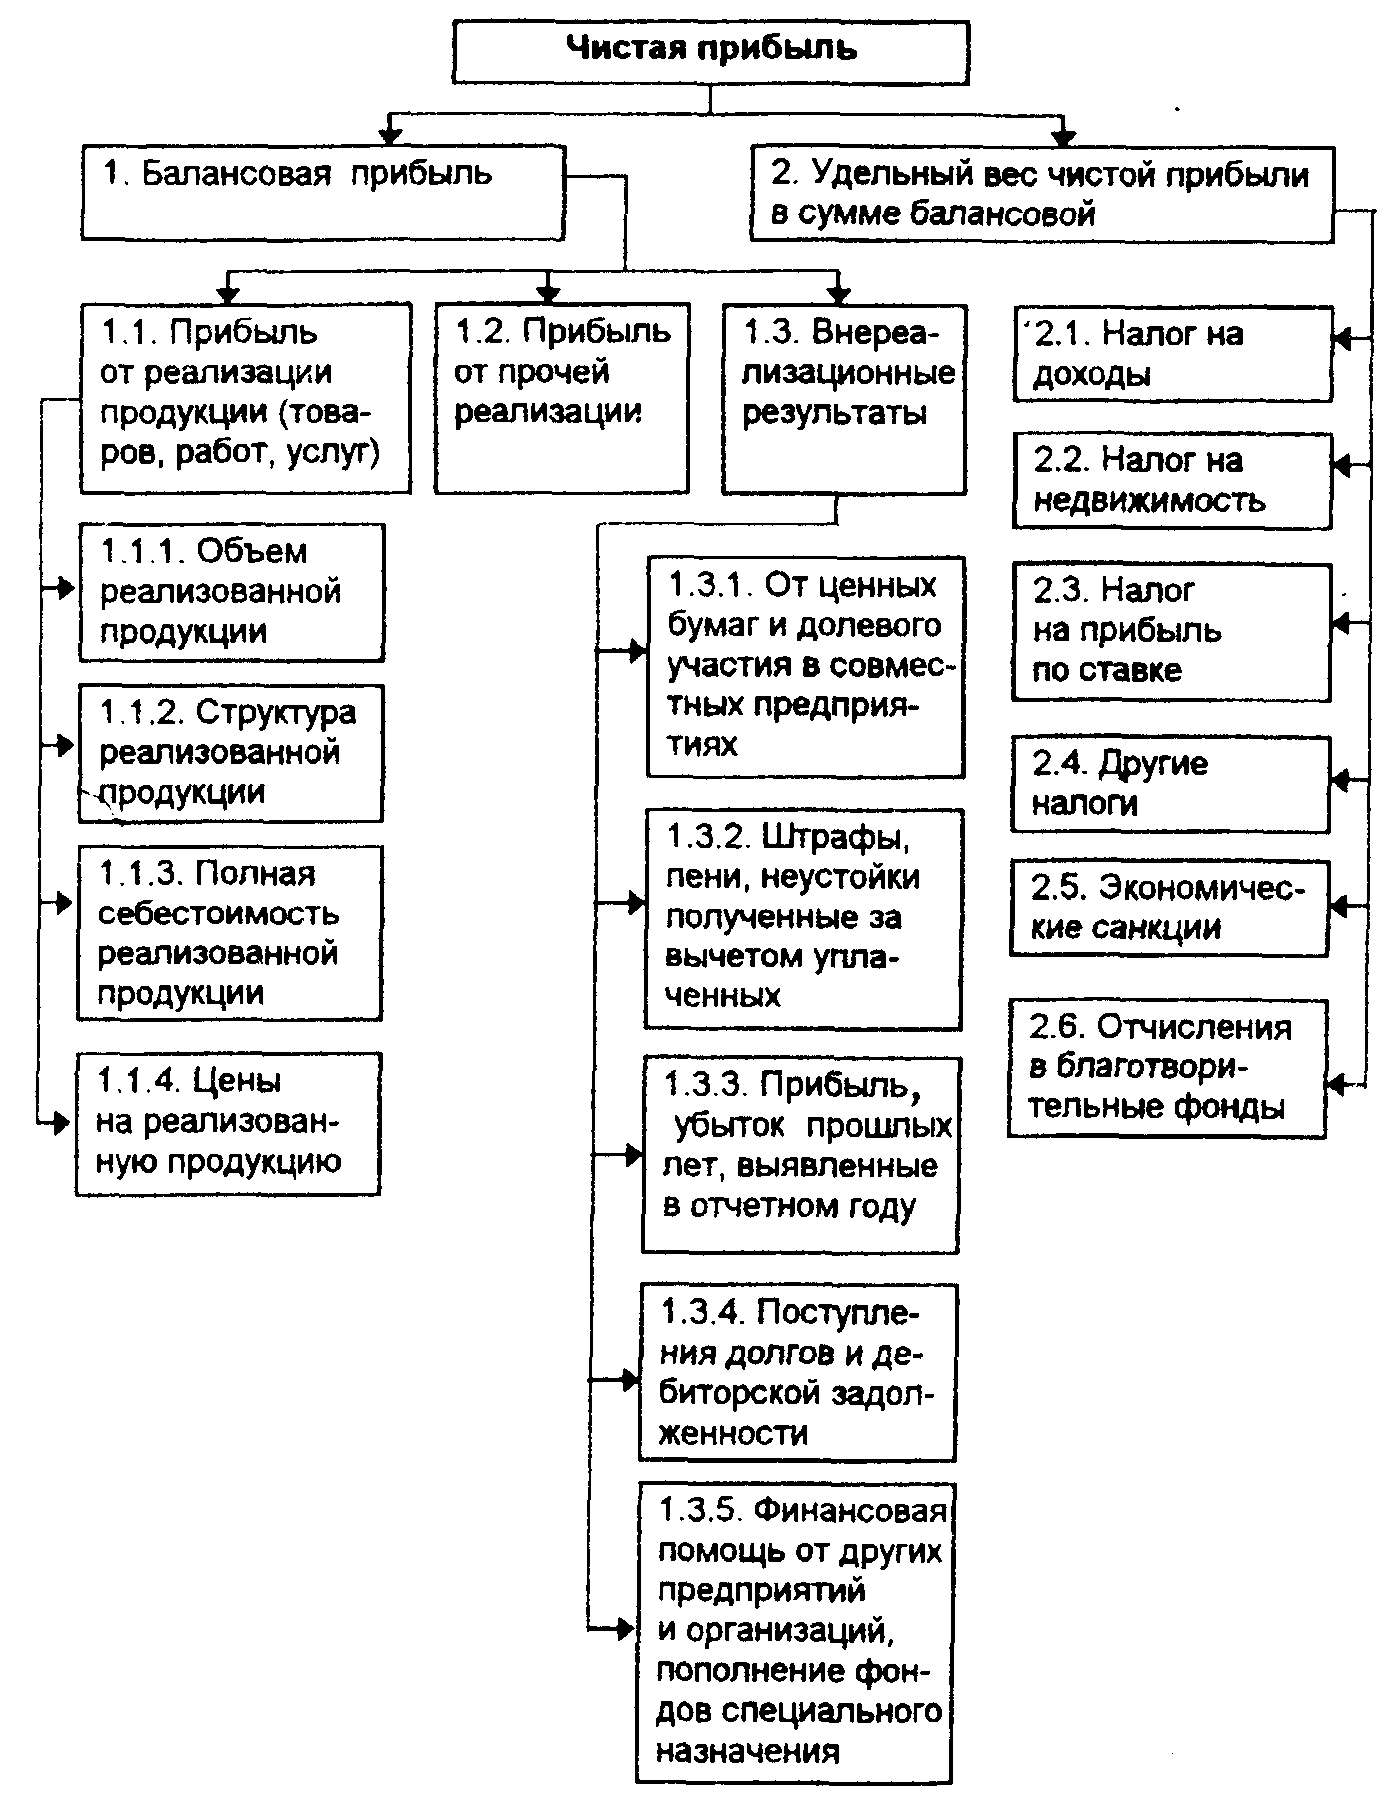 Чистая прибыль
1. Балансовая прибыль
2. Удельный вес чистой прибыли
в сумме балансовой
1.1. Прибыль
от реализации
продукции (това-
ров, работ, услуг)
1.2. Прибыль
от прочей
реализации
1.3. Внереа-
лизационные
результаты
1.1.1. Объем
реализованной
продукции
1.1.2. Структура
реализованной
продукции
1.1.3. Полная
себестоимость
реализованной
продукции
1.1.4. Цены
на реализован-
ную продукцию
1.3.1. От ценных
бумаг и долевого
участия в совмес-
тных предприя-
тиях
1.3.2. Штрафы,
пени, неустойки
полученные за
вычетом упла-
ченных
1.3.3. Прибыль,
убыток прошлых
лет, выявленные
в отчетном году
1.3.4. Поступле-
ния долгов и де-
биторской задол-
женности
1.3.5. Финансовая
помощь от других
предприятий
и организаций,
пополнение фон-
дов специального
назначения
2.1. Налог на
доходы
2.2. Налог на
недвижимость
2.3. Налог
на прибыль
по ставке
2.4. Другие
налоги
2.5. Экономичес-
кие санкции
2.6. Отчисления
в благотвори-
тельные фонды